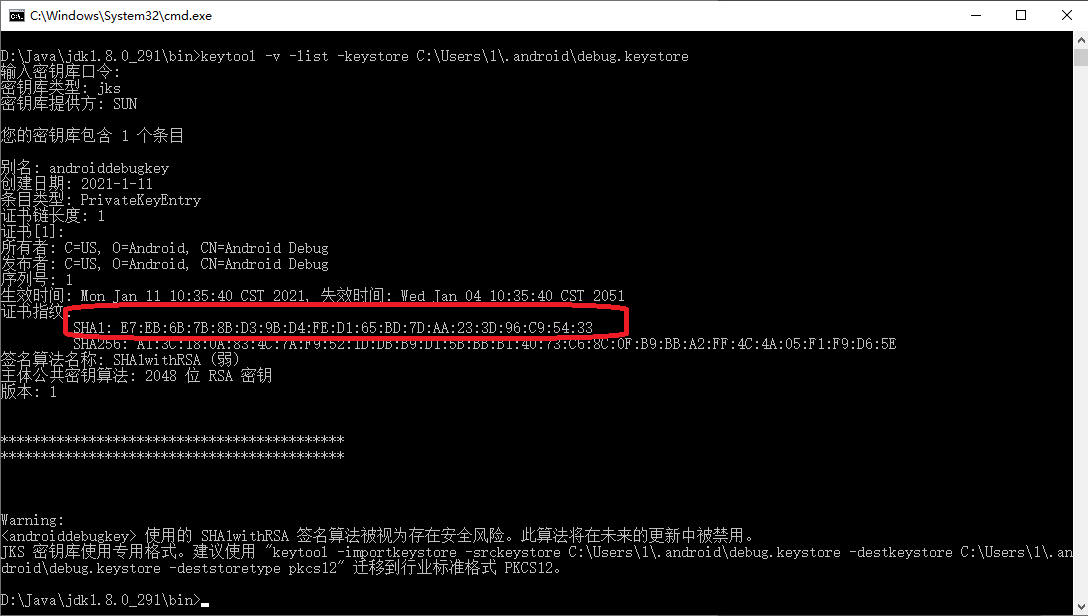 C:\Windows\System32\cmd.exe
D:\Java\jdk1.8.0_291\bin>keytool -v -list -keystore C:\Users\1\.android\debug.keystore
输入密钥库口令:
密钥库类型: jks
密钥库提供方: SUN
您的密钥库包含 1 个条目
别名: androiddebugkey
创建日期: 2021-1-11
条目类型: PrivateKeyEntry
证书链长度: 1
证书[1]:
所有者: C=US, O=Android, CN=Android Debug
发布者: C=US, O=Android, CN=Android Debug
序列号: 1
生效时间: Mon Jan 11 10:35:40 CST 2021, 失效时间: Wed Jan 04 10:35:40 CST 2051
证书指纹:
SHA1: E7:EB:6B:7B:8B:D3:9B:D4:FE:D1:65:BD:7D:AA:23:3D:96:C9:54:33
SHA256: A1:3C:18:0A:83:4C:7A:F9:52:1D:DB:B9:D1:5B:BB:B1:40:73:C6:8C:0F:B9:BB:A2:FF:4C:4A:05:F1:F9:D6:5E
签名算法名称: SHA1withRSA (弱)
主体公共密钥算法: 2048 位 RSA 密钥
版本: 1
*******************************************
*******************************************
Warning:
<androiddebugkey> 使用的 SHA1withRSA 签名算法被视为存在安全风险。此算法将在未来的更新中被禁用。
JKS 密钥库使用专用格式。建议使用 "keytool -importkeystore -srckeystore C:\Users\1\.android\debug.keystore -destkeystore C:\Users\1\.an
droid\debug.keystore -deststoretype pkcs12" 迁移到行业标准格式 PKCS12。
D:\Java\jdk1.8.0_291\bin>